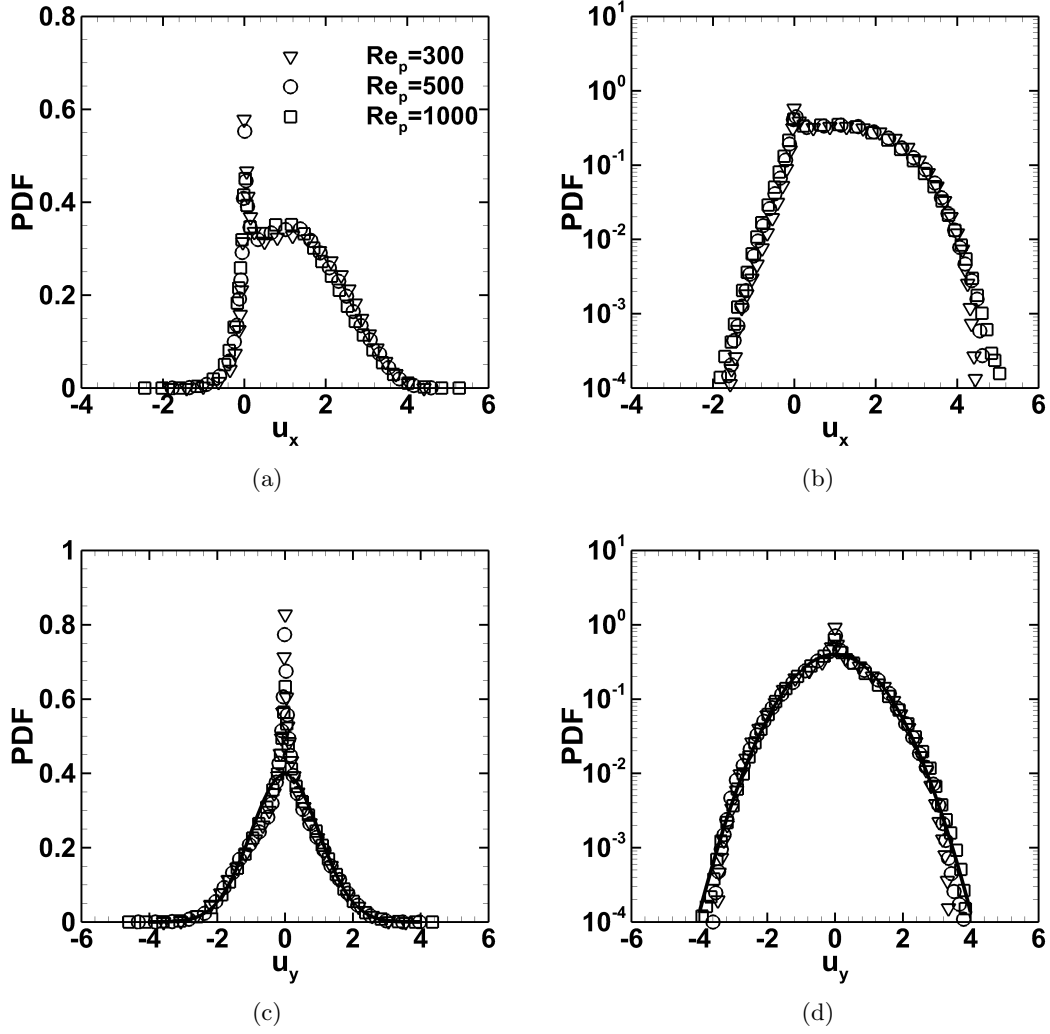 0.8
0.6
0.4
0.2
0
PDF
-4 -2 0 2 4 6
u_x
Re_p=300
Re_p=500
Re_p=1000
(a)
10^1
10^0
10^-1
10^-2
10^-3
10^-4
PDF
-4 -2 0 2 4 6
u_x
(b)
1
0.8
0.6
0.4
0.2
0
PDF
-6 -4 -2 0 2 4 6
u_y
(c)
10^1
10^0
10^-1
10^-2
10^-3
10^-4
PDF
-6 -4 -2 0 2 4 6
u_y
(d)